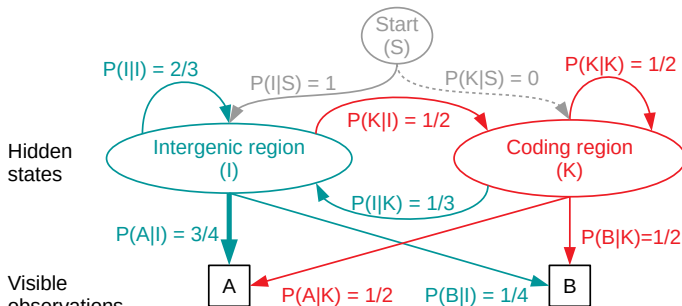 Start
(S)
P(I|I) = 2/3
P(I|S) = 1
P(K|S) = 0
P(K|K) = 1/2
P(K|I) = 1/2
Hidden
states
Intergenic region
(I)
Coding region
(K)
P(I|K) = 1/3
P(A|I) = 3/4
P(B|K)=1/2
Visible
observations
A
B
P(A|K) = 1/2
P(B|I) = 1/4